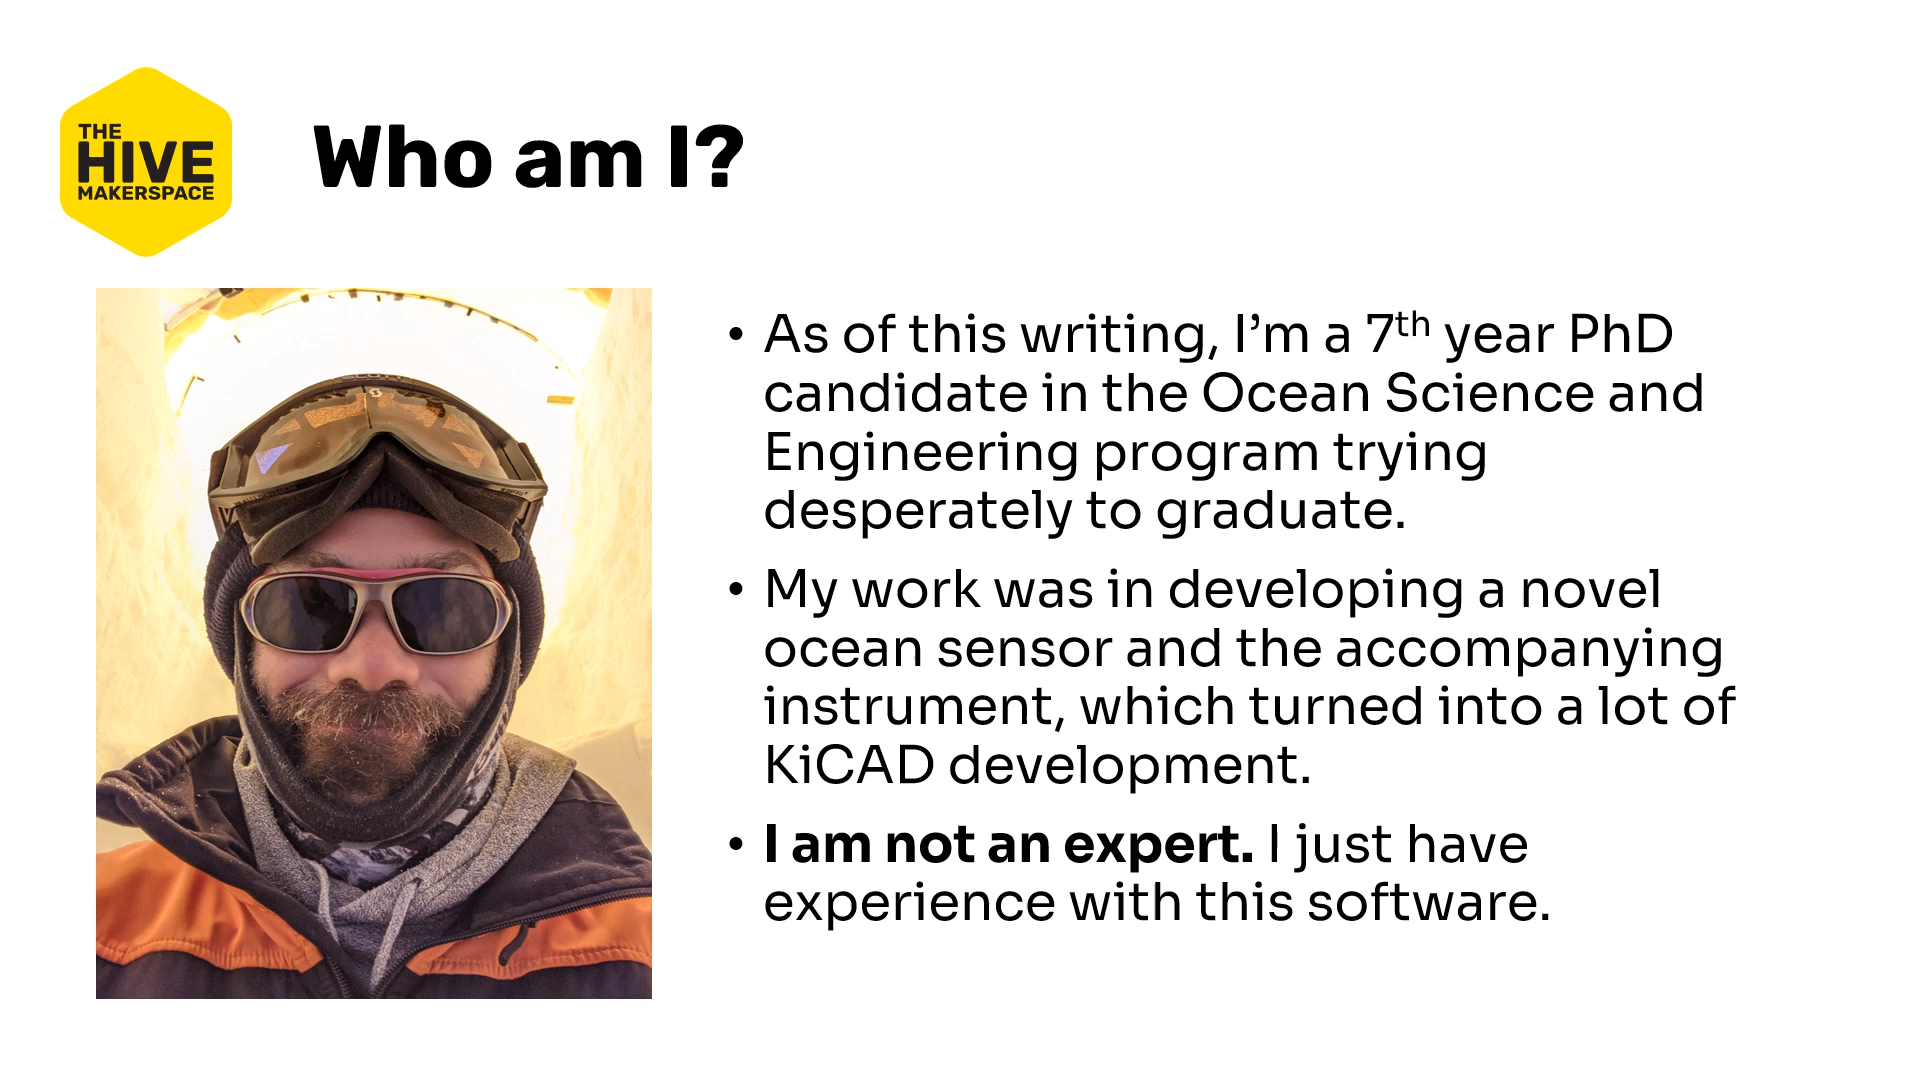 THE
HIVE
MAKERSPACE
Who am I?
• As of this writing, I’m a 7th year PhD
candidate in the Ocean Science and
Engineering program trying
desperately to graduate.
• My work was in developing a novel
ocean sensor and the accompanying
instrument, which turned into a lot of
KiCAD development.
• I am not an expert. I just have
experience with this software.